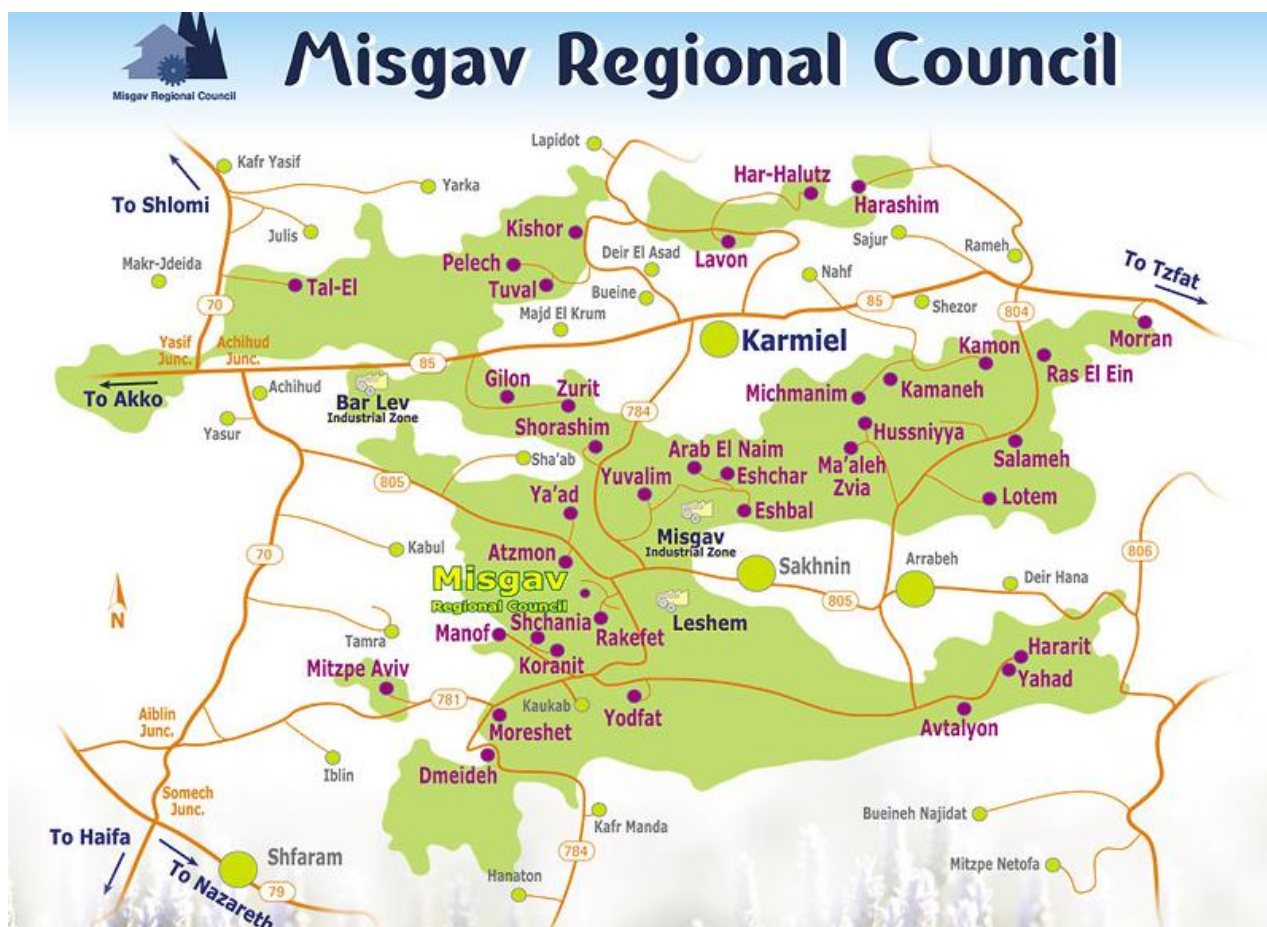 Misgav Regional Council
Misgav Regional Council
Lapidot
Kafr Yasif
Yarka
Har-Halutz
Harashim
To Shlomi
Julis
Kishor
Deir El Asad
Lavon
Sajur
Rameh
Makr-Jdeida
Pelech
Tuval
Nahf
To Tzfat
Tal-El
Bueine
85
Shezor
70
Majd El Krum
804
Yasif
Junc.
Achihud
Junc.
Karmiel
Morran
85
Kamon
Ras El Ein
To Akko
Achihud
Bar Lev
Industrial Zone
Gilon
Zurit
Michmanim
Kamaneh
784
Yasur
Shorashim
Hussniyya
Arab El Naim
Sha'ab
Eshchar
Ma'aleh
Zvia
Salameh
805
Yuvalim
Ya'ad
Eshbal
Lotem
Misgav
Industrial Zone
Kabul
70
Atzmon
806
Sakhnin
Arrabeh
Deir Hana
Misgav
Regional Council
805
N
Shchania
Leshem
Manof
Rakefet
Tamra
Koranit
Hararit
Mitzpe Aviv
Yahad
781
Kaukab
Yodfat
Aiblin
Junc.
Moreshet
Avtalyon
Iblin
Dmeideh
Somech
Junc.
Bueineh Najidat
Kafr Manda
To Haifa
784
Shfaram
To Nazareth
79
Hanaton
Mitzpe Netofa